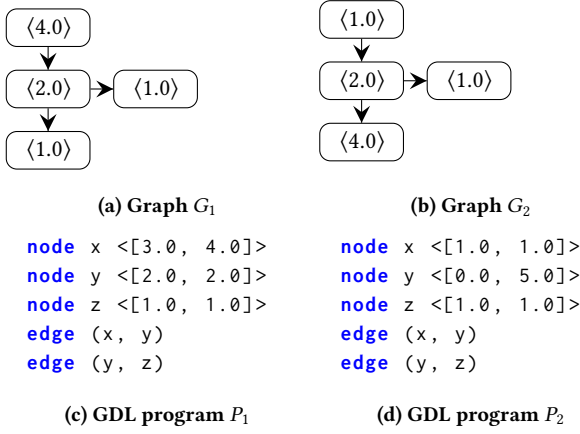 ⟨4.0⟩
⟨2.0⟩ ⟨1.0⟩
⟨1.0⟩
(a) Graph G₁
⟨1.0⟩
⟨2.0⟩ ⟨1.0⟩
⟨4.0⟩
(b) Graph G₂
node x <[3.0, 4.0]>
node y <[2.0, 2.0]>
node z <[1.0, 1.0]>
edge (x, y)
edge (y, z)
(c) GDL program P₁
node x <[1.0, 1.0]>
node y <[0.0, 5.0]>
node z <[1.0, 1.0]>
edge (x, y)
edge (y, z)
(d) GDL program P₂